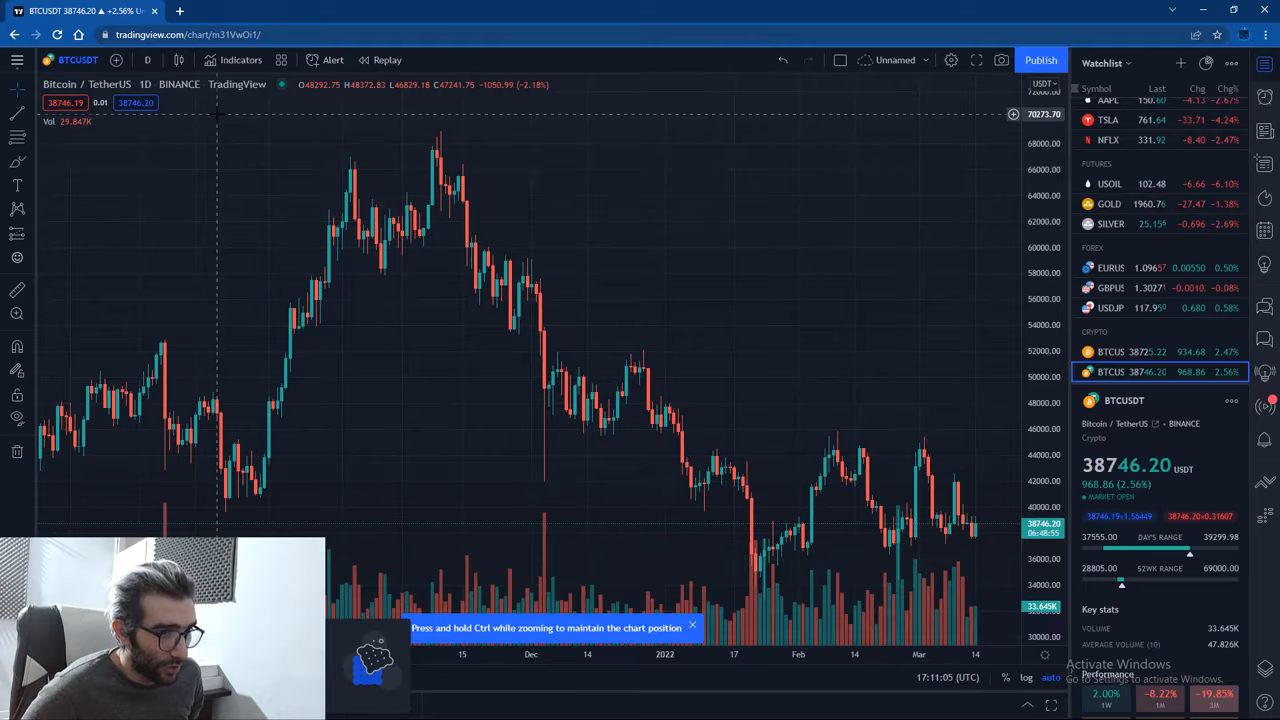 BTCUSDT 38746.20 ▲ +2.56% Un
tradingview.com/chart/m31VwOi1/
BTCUSDT D Indicators Alert Replay Unnamed Publish
Bitcoin / TetherUS 1D BINANCE TradingView O48292.75 H48372.83 L46829.18 C47241.75 −1050.99 (−2.18%)
38746.19 0.01 38746.20
Vol 29.847K
USDT
72000.00
70273.70
68000.00
66000.00
64000.00
62000.00
60000.00
58000.00
56000.00
54000.00
52000.00
50000.00
48000.00
46000.00
44000.00
42000.00
40000.00
38746.20
06:48:55
36000.00
34000.00
33.645K
30000.00
Press and hold Ctrl while zooming to maintain the chart position
15 Dec 14 2022 17 Feb 14 Mar 14
17:11:05 (UTC) % log auto
Watchlist
Symbol Last Chg Chg%
AAPL 150.60 -4.13 -2.67%
TSLA 761.64 -33.71 -4.24%
NFLX 331.92 -8.40 -2.47%
FUTURES
USOIL 102.48 -6.66 -6.10%
GOLD 1960.76 -27.47 -1.38%
SILVER 25.156 -0.696 -2.69%
FOREX
EURUS 1.09657 0.00550 0.50%
GBPUS 1.30271 -0.0010 -0.08%
USDJP 117.950 0.680 0.58%
CRYPTO
BTCUS 38725.22 934.68 2.47%
BTCUS 38746.20 968.86 2.56%
BTCUSDT
Bitcoin / TetherUS • BINANCE
Crypto
38746.20 USDT
968.86 (2.56%)
MARKET OPEN
38746.19×1.56449 38746.20×0.31607
37555.00 DAY'S RANGE 39299.98
28805.00 52WK RANGE 69000.00
Key stats
VOLUME 33.645K
AVERAGE VOLUME (10) 47.826K
Performance
2.00% -8.22% -19.85%
1W 1M 3M
Activate Windows
Go to Settings to activate Windows.